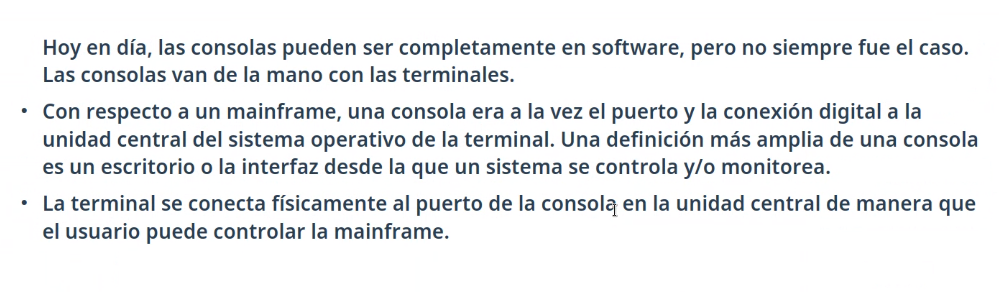 Hoy en día, las consolas pueden ser completamente en software, pero no siempre fue el caso.
Las consolas van de la mano con las terminales.
• Con respecto a un mainframe, una consola era a la vez el puerto y la conexión digital a la
unidad central del sistema operativo de la terminal. Una definición más amplia de una consola
es un escritorio o la interfaz desde la que un sistema se controla y/o monitorea.
• La terminal se conecta físicamente al puerto de la consola en la unidad central de manera que
el usuario puede controlar la mainframe.